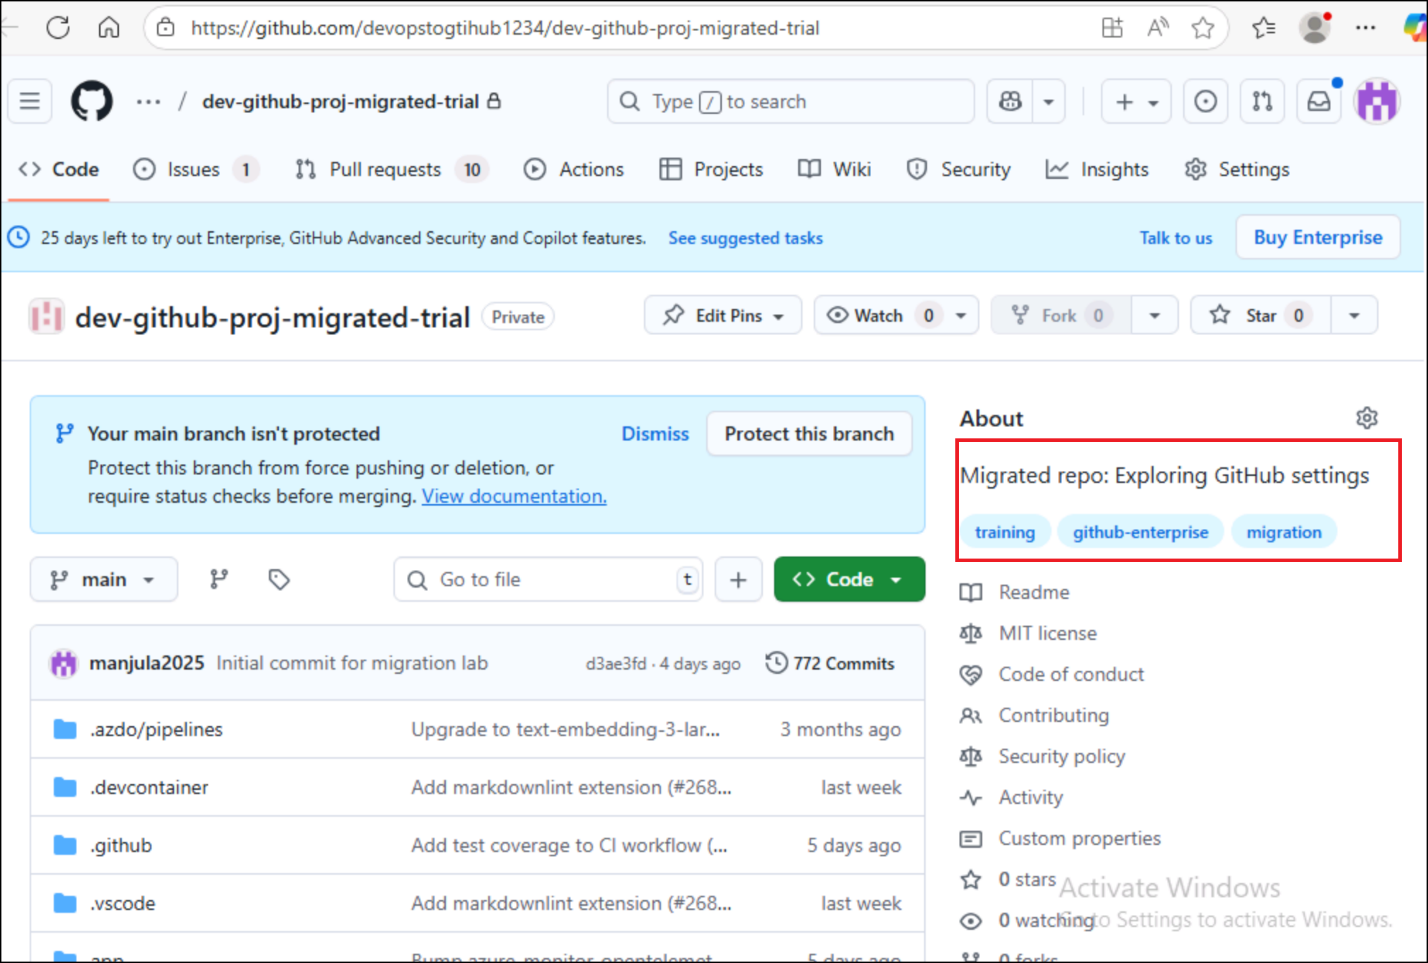 https://github.com/devopstogtihub1234/dev-github-proj-migrated-trial
... / dev-github-proj-migrated-trial
Type / to search
Code Issues 1 Pull requests 10 Actions Projects Wiki Security Insights Settings
25 days left to try out Enterprise, GitHub Advanced Security and Copilot features. See suggested tasks Talk to us Buy Enterprise
dev-github-proj-migrated-trial Private Edit Pins Watch 0 Fork 0 Star 0
Your main branch isn't protected Dismiss Protect this branch
Protect this branch from force pushing or deletion, or
require status checks before merging. View documentation.
main Go to file t + Code
manjula2025 Initial commit for migration lab d3ae3fd · 4 days ago 772 Commits
.azdo/pipelines Upgrade to text-embedding-3-lar... 3 months ago
.devcontainer Add markdownlint extension (#268... last week
.github Add test coverage to CI workflow (... 5 days ago
.vscode Add markdownlint extension (#268... last week
app Bump azure-monitor-opentelemet... 5 days ago
About
Migrated repo: Exploring GitHub settings
training github-enterprise migration
Readme
MIT license
Code of conduct
Contributing
Security policy
Activity
Custom properties
0 stars
0 watching
0 forks
Activate Windows
Go to Settings to activate Windows.